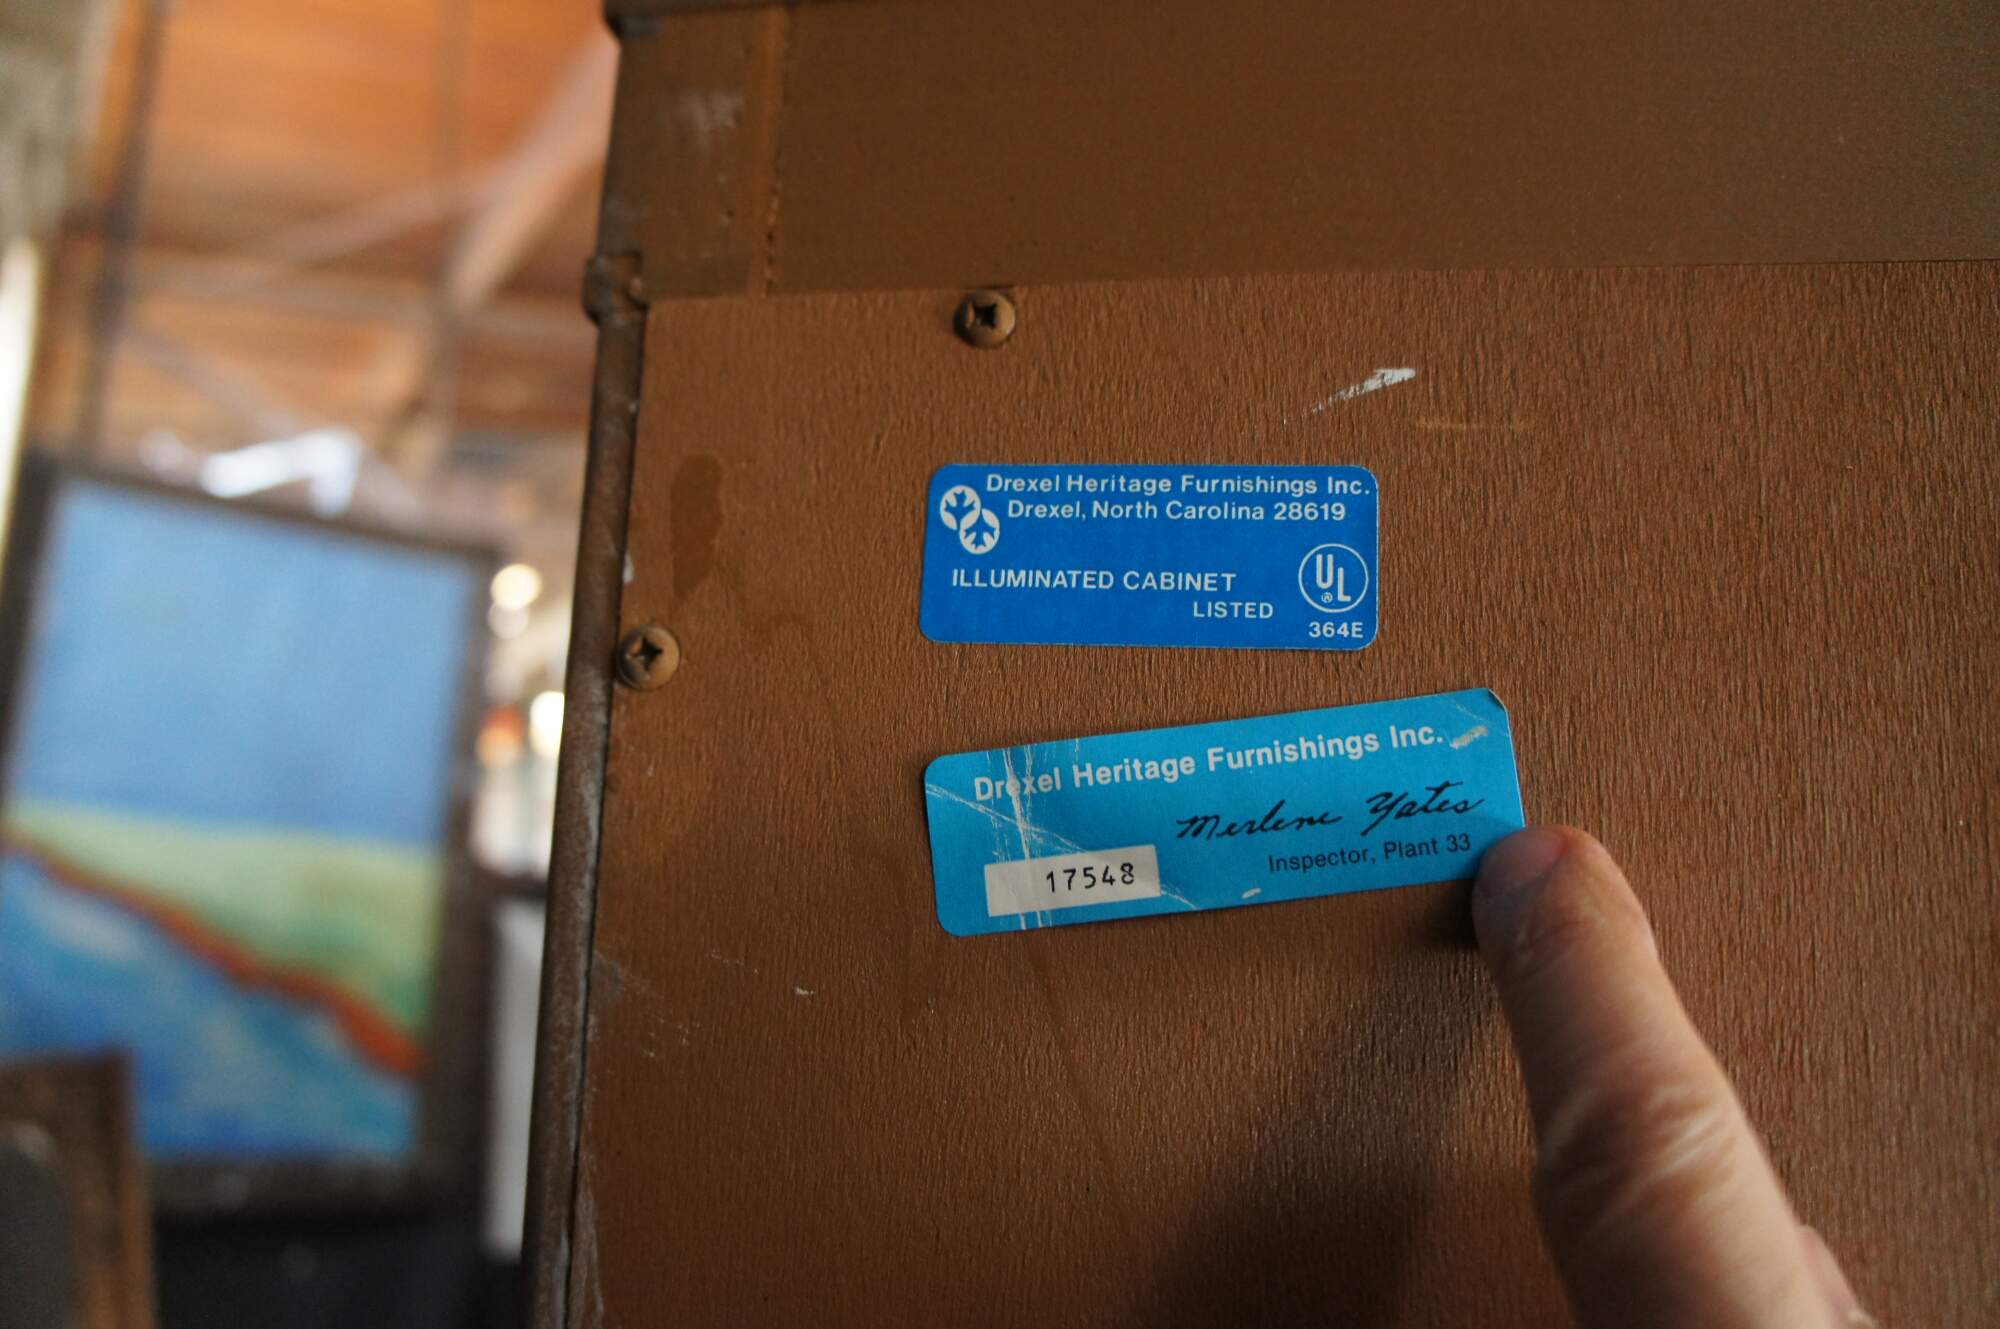 Drexel Heritage Furnishings Inc.
Drexel, North Carolina 28619
ILLUMINATED CABINET
LISTED
UL
®
364E
Drexel Heritage Furnishings Inc.
Merlene Yates
Inspector, Plant 33
17548